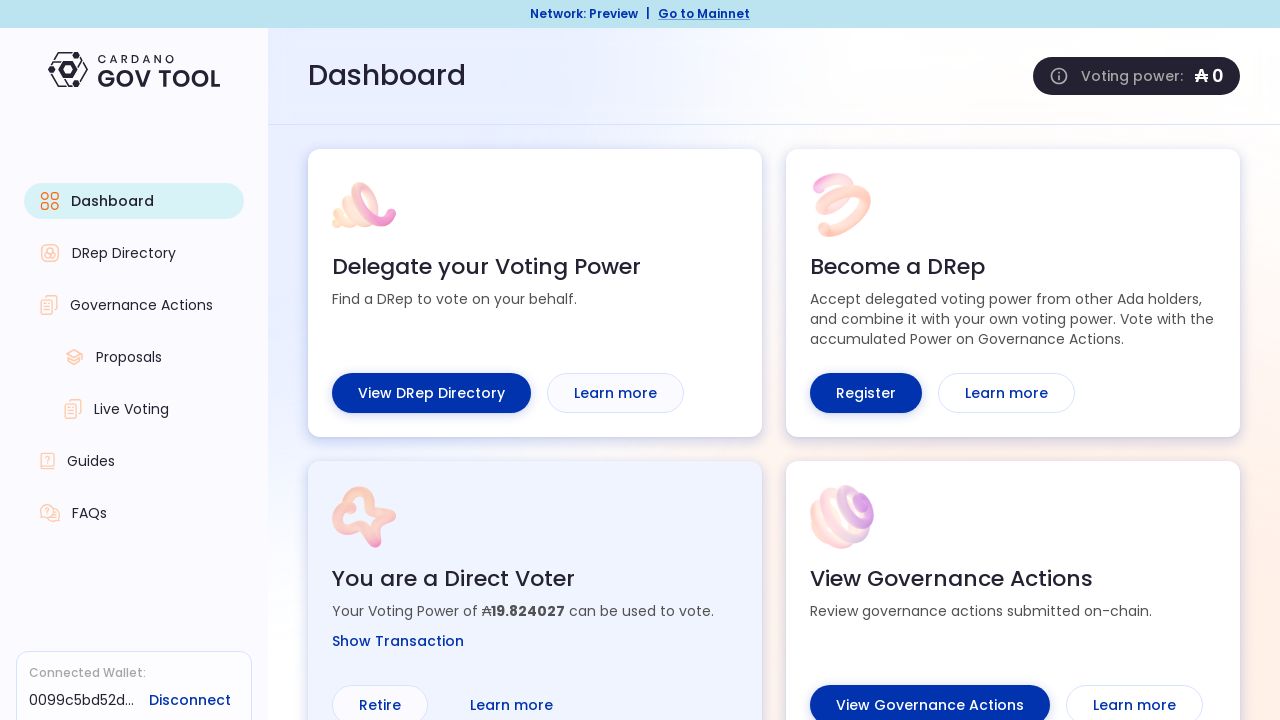 Network: Preview | Go to Mainnet
CARDANO
GOV TOOL
Dashboard
Voting power: ₳ 0
Dashboard
DRep Directory
Governance Actions
Proposals
Live Voting
Guides
FAQs
Connected Wallet:
0099c5bd52d... Disconnect
Delegate your Voting Power
Find a DRep to vote on your behalf.
View DRep Directory Learn more
Become a DRep
Accept delegated voting power from other Ada holders,
and combine it with your own voting power. Vote with the
accumulated Power on Governance Actions.
Register Learn more
You are a Direct Voter
Your Voting Power of ₳19.824027 can be used to vote.
Show Transaction
Retire Learn more
View Governance Actions
Review governance actions submitted on-chain.
View Governance Actions Learn more